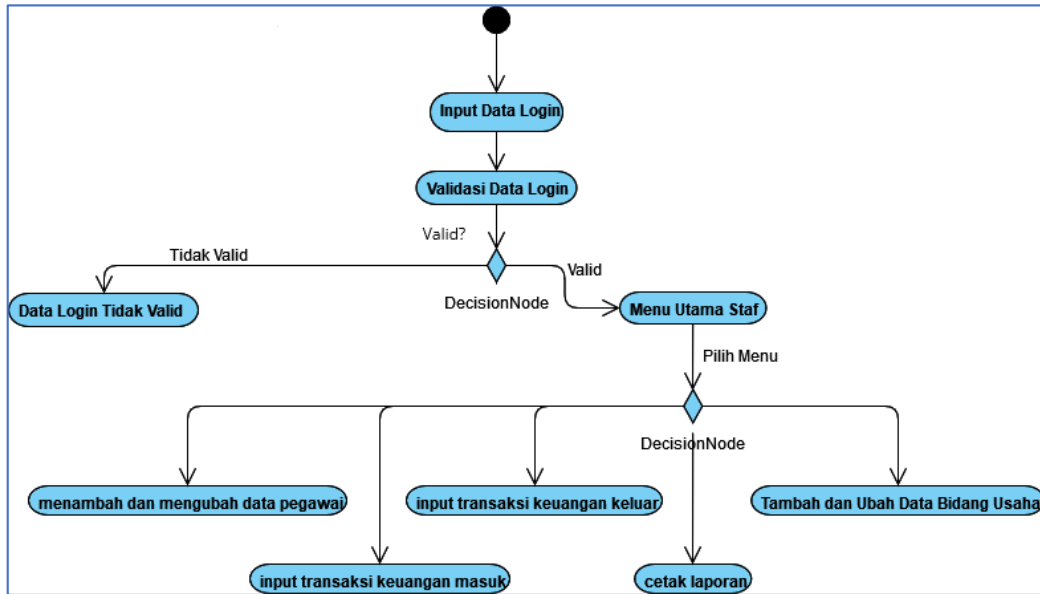 Input Data Login
Validasi Data Login
Valid?
Tidak Valid
Valid
DecisionNode
Data Login Tidak Valid
Menu Utama Staf
Pilih Menu
DecisionNode
menambah dan mengubah data pegawai
input transaksi keuangan keluar
Tambah dan Ubah Data Bidang Usaha
input transaksi keuangan masuk
cetak laporan